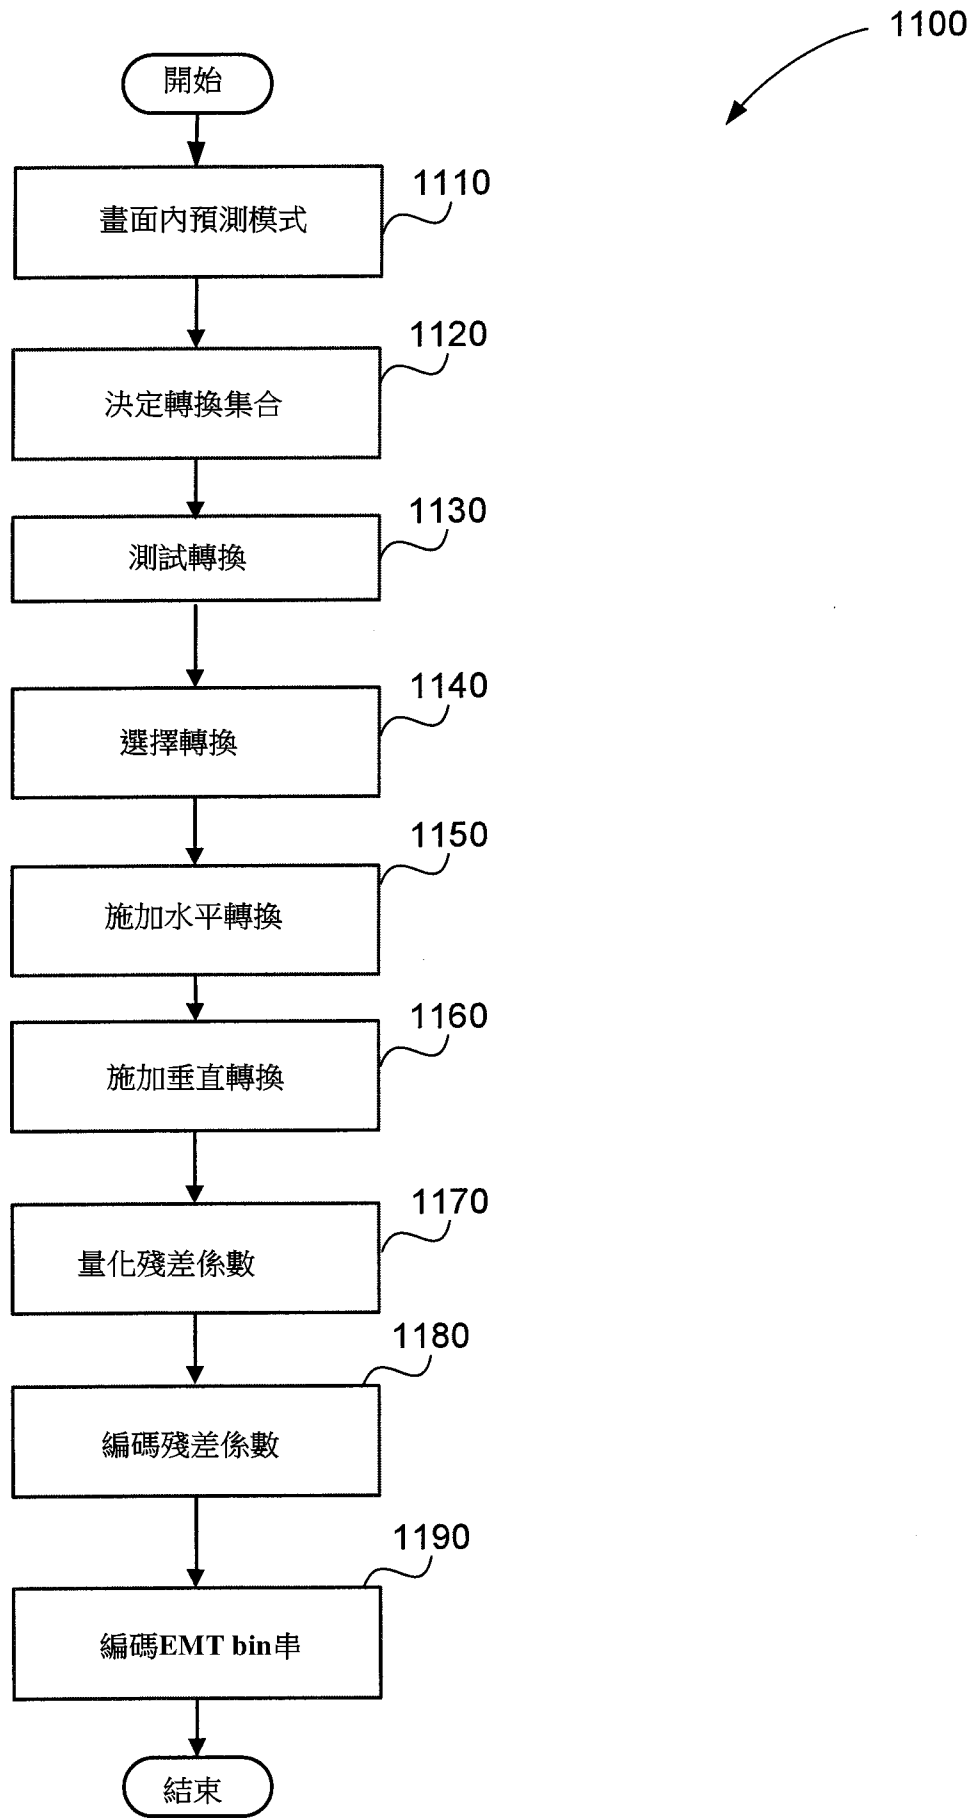 1100
開始
1110
畫面內預測模式
1120
決定轉換集合
1130
測試轉換
1140
選擇轉換
1150
施加水平轉換
1160
施加垂直轉換
1170
量化殘差係數
1180
編碼殘差係數
1190
編碼EMT bin串
結束